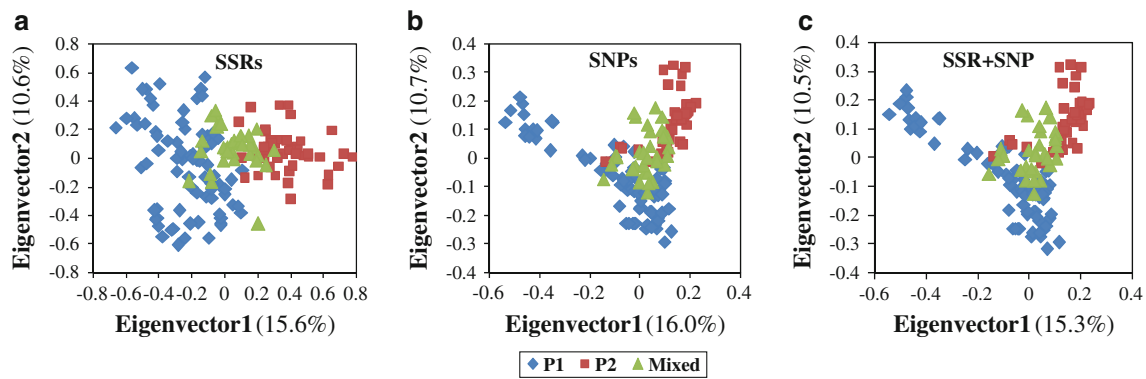 a
SSRs
Eigenvector2 (10.6%)
0.8
0.6
0.4
0.2
0
-0.2
-0.4
-0.6
-0.8
-0.8 -0.6 -0.4 -0.2 0 0.2 0.4 0.6 0.8
Eigenvector1 (15.6%)
b
SNPs
Eigenvector2 (10.7%)
0.4
0.3
0.2
0.1
0
-0.1
-0.2
-0.3
-0.4
-0.6 -0.4 -0.2 0 0.2 0.4
Eigenvector1 (16.0%)
c
SSR+SNP
Eigenvector2 (10.5%)
0.4
0.3
0.2
0.1
0
-0.1
-0.2
-0.3
-0.4
-0.6 -0.4 -0.2 0 0.2 0.4
Eigenvector1 (15.3%)
P1 P2 Mixed